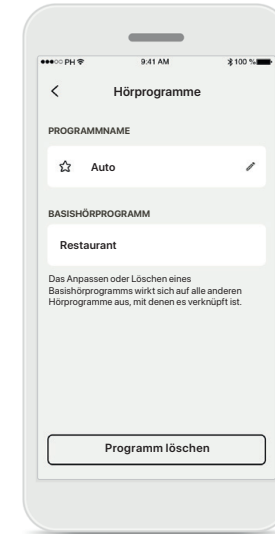 PH 9:41 AM 100 %
Hörprogramme
PROGRAMMNAME
Auto
BASISHÖRPROGRAMM
Restaurant
Das Anpassen oder Löschen eines
Basishörprogramms wirkt sich auf alle anderen
Hörprogramme aus, mit denen es verknüpft ist.
Programm löschen